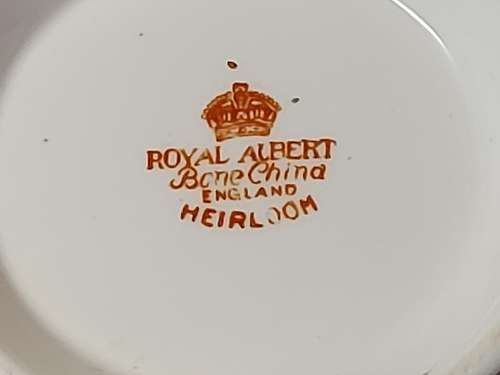 ROYAL ALBERT
Bone China
ENGLAND
HEIRLOOM